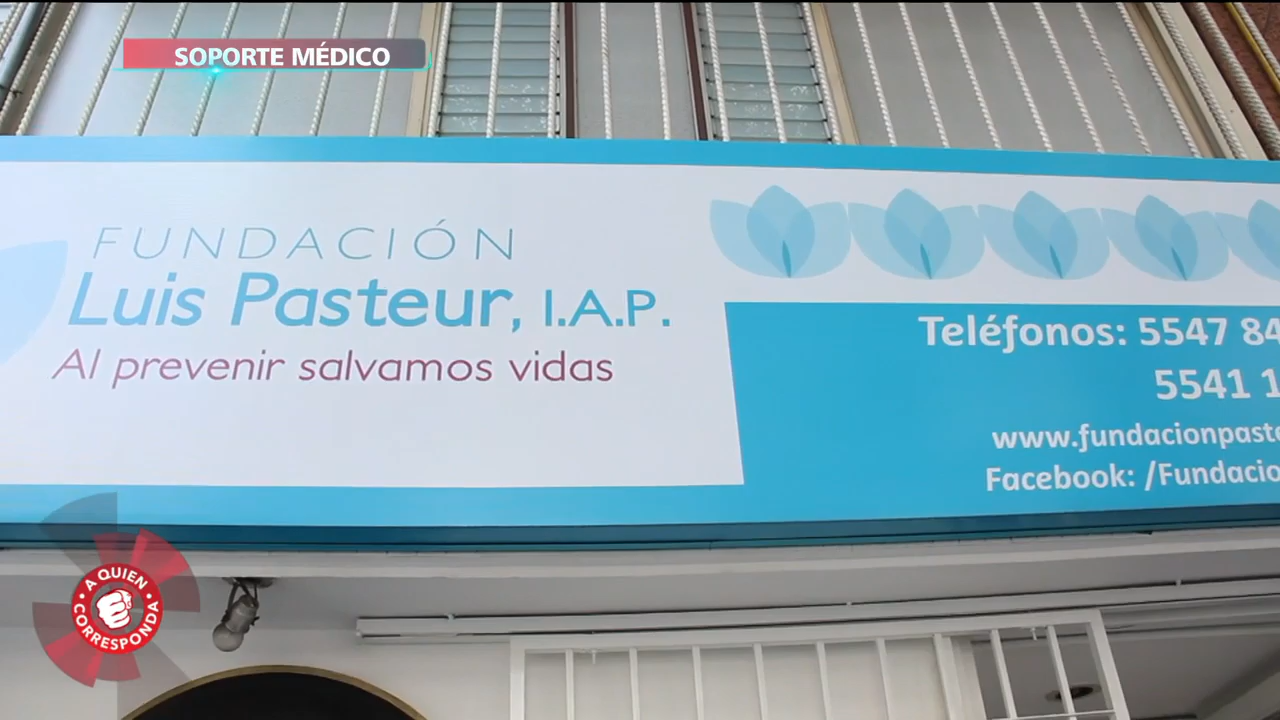 SOPORTE MÉDICO
FUNDACIÓN
Luis Pasteur, I.A.P.
Al prevenir salvamos vidas
Teléfonos: 5547 84
5541 1
www.fundacionpaste
Facebook: /Fundacio
A QUIEN
CORRESPONDA